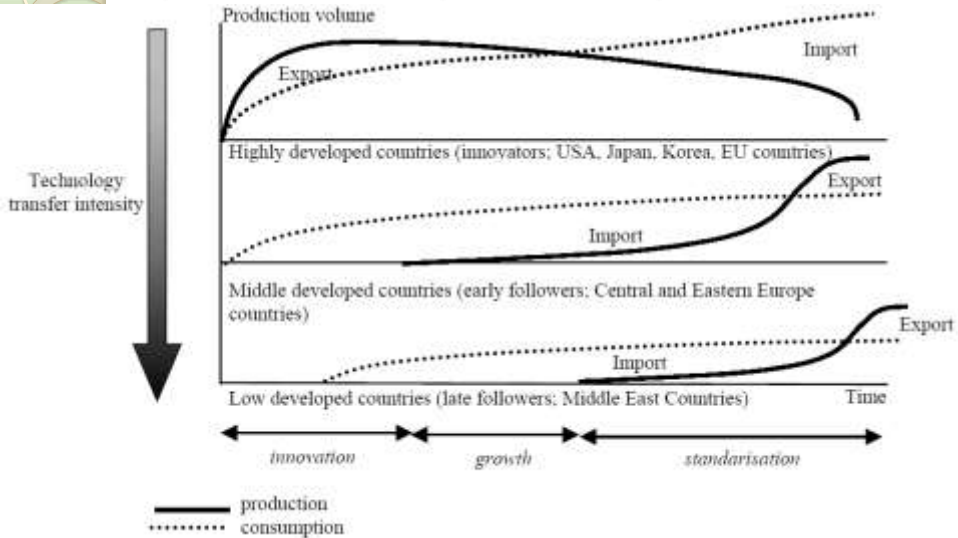 Production volume
Export
Import
Highly developed countries (innovators; USA, Japan, Korea, EU countries)
Technology
transfer intensity
Export
Import
Middle developed countries (early followers; Central and Eastern Europe
countries)
Export
Import
Low developed countries (late followers; Middle East Countries)
Time
innovation
growth
standarisation
production
consumption